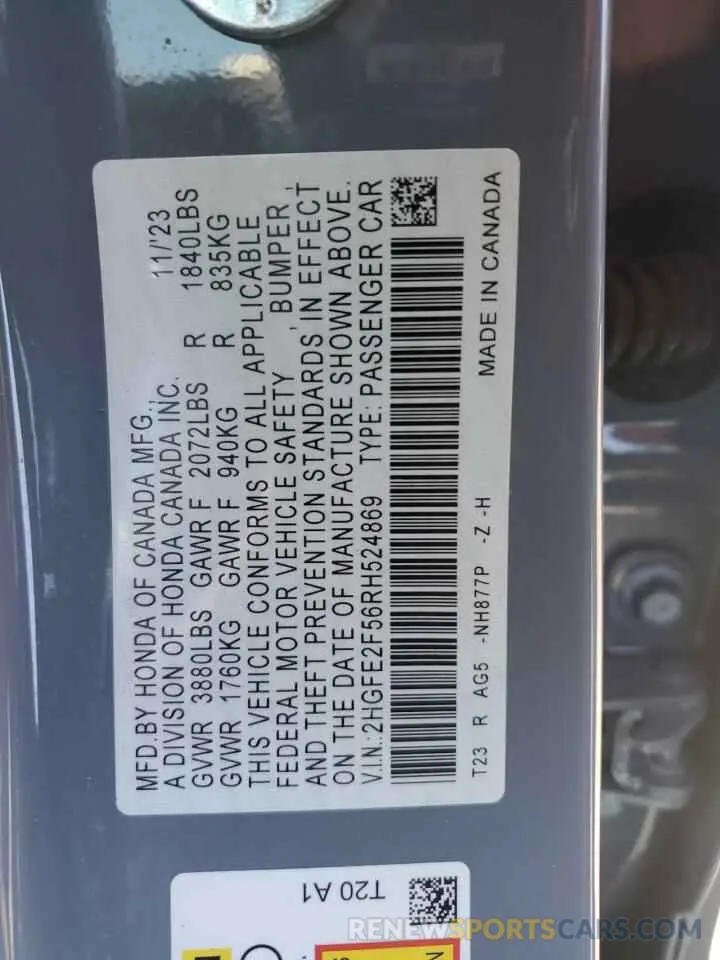 MFD.BY HONDA OF CANADA MFG., 11/'23
A DIVISION OF HONDA CANADA INC.
GVWR 3880LBS GAWR F 2072LBS R 1840LBS
GVWR 1760KG GAWR F 940KG R 835KG
THIS VEHICLE CONFORMS TO ALL APPLICABLE
FEDERAL MOTOR VEHICLE SAFETY , BUMPER ,
AND THEFT PREVENTION STANDARDS IN EFFECT
ON THE DATE OF MANUFACTURE SHOWN ABOVE.
V.I.N.:2HGFE2F56RH524869 TYPE: PASSENGER CAR
T23 R AG5 -NH877P -Z -H MADE IN CANADA
T20 A1
RENEWSPORTSCARS.COM